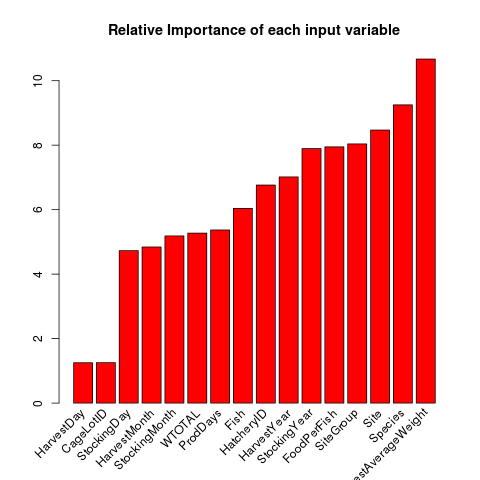 Relative Importance of each input variable
10
8
6
4
2
0
HarvestDay
CageLotID
StockingDay
HarvestMonth
StockingMonth
WTOTAL
ProdDays
Fish
HatcheryID
HarvestYear
StockingYear
FoodPerFish
SiteGroup
Site
Species
estAverageWeight